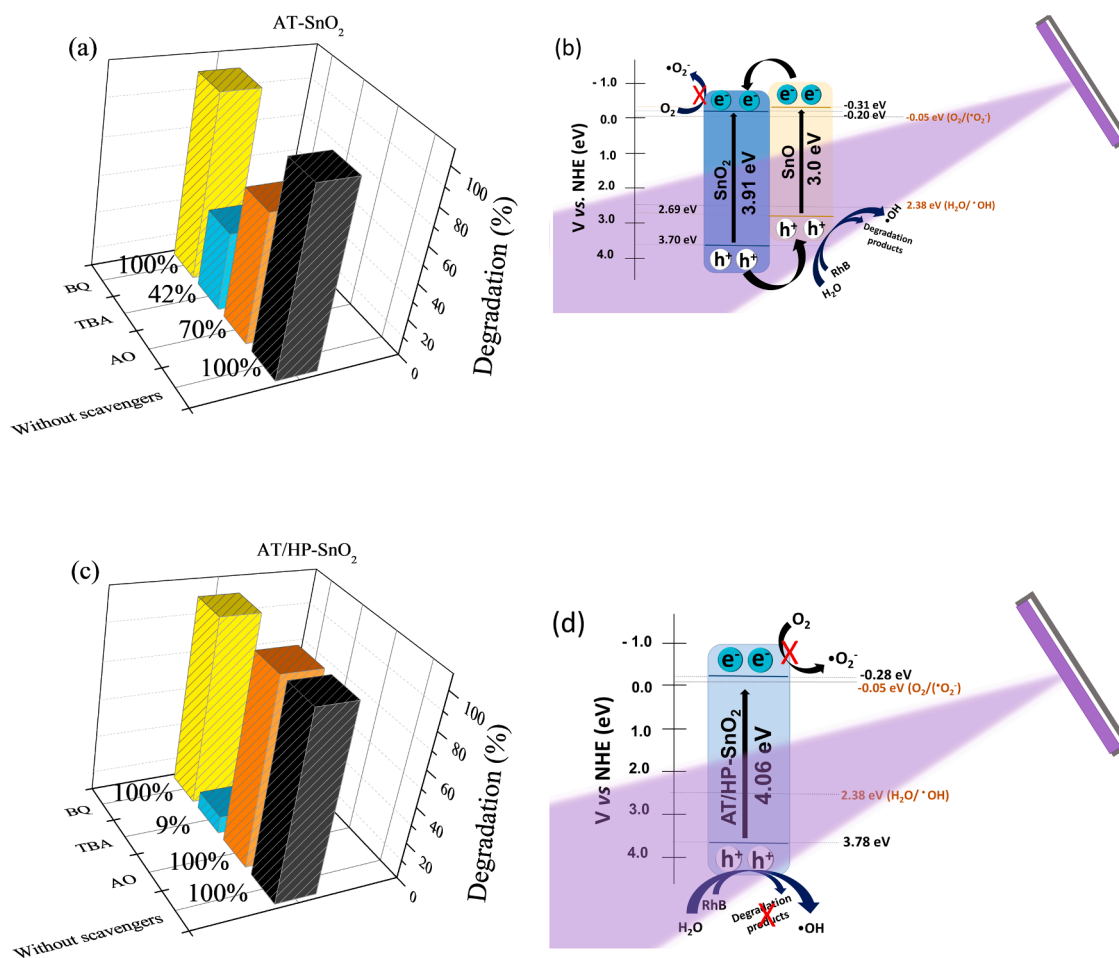 AT-SnO2
(a)
100%
42%
70%
100%
BQ
TBA
AO
Without scavengers
0
20
40
60
80
100
Degradation (%)
(b)
V vs. NHE (eV)
- 1.0
0.0
1.0
2.0
3.0
4.0
•O2-
O2
X
e- e-
e- e-
SnO2
3.91 eV
SnO
3.0 eV
-0.31 eV
-0.20 eV
-0.05 eV (O2/(•O2-)
2.69 eV
3.70 eV
2.38 eV (H2O/ •OH)
h+ h+
h+ h+
•OH
Degradation
products
RhB
H2O
AT/HP-SnO2
(c)
100%
9%
100%
100%
BQ
TBA
AO
Without scavengers
0
20
40
60
80
100
Degradation (%)
(d)
V vs NHE (eV)
- 1.0
0.0
1.0
2.0
3.0
4.0
O2
X
•O2-
e- e-
-0.28 eV
-0.05 eV (O2/(•O2-)
AT/HP-SnO2
4.06 eV
2.38 eV (H2O/ •OH)
3.78 eV
h+ h+
RhB
H2O
Degradation
products
X
•OH